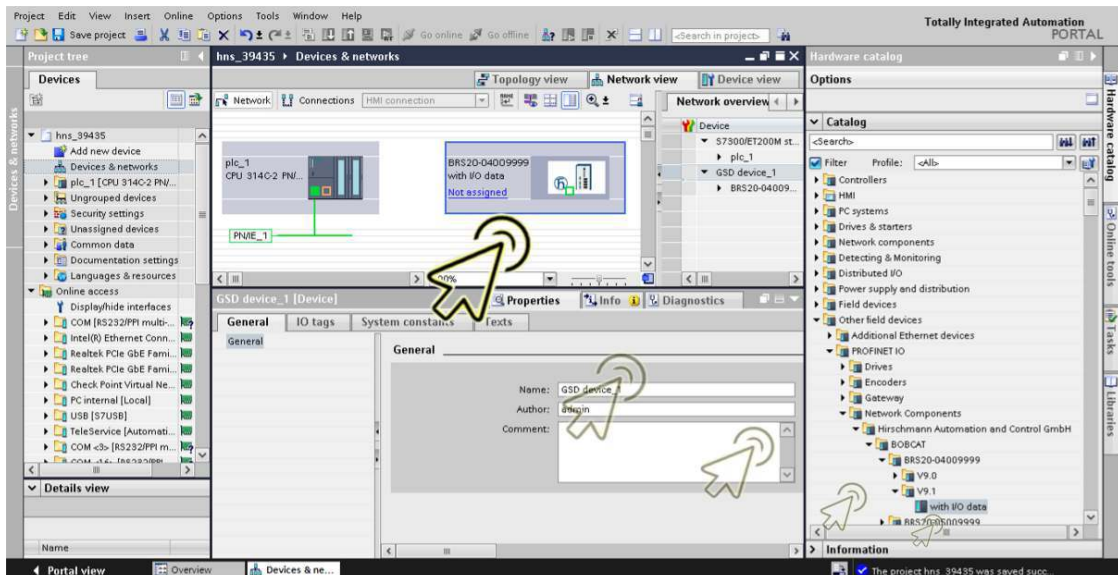 Project Edit View Insert Online Options Tools Window Help
Totally Integrated Automation
PORTAL
Save project
Go online
Go offline
<Search in project>
Project tree
Devices
Devices & networks
hns_39435
Add new device
Devices & networks
plc_1 [CPU 314C-2 PN/...
Ungrouped devices
Security settings
Unassigned devices
Common data
Documentation settings
Languages & resources
Online access
Display/hide interfaces
COM [RS232/PPI multi-...
Intel(R) Ethernet Conn...
Realtek PCIe GbE Fami...
Realtek PCIe GbE Fami...
Check Point Virtual Ne...
PC internal [Local]
USB [S7USB]
TeleService [Automati...
COM <3> [RS232/PPI m...
Details view
Name
hns_39435 Devices & networks
Topology view
Network view
Device view
Network
Connections
HMI connection
Network overview
Device
S7300/ET200M st...
plc_1
GSD device_1
BRS20-04009...
plc_1
CPU 314C-2 PN/...
BRS20-04009999
with I/O data
Not assigned
PN/IE_1
GSD device_1 [Device]
Properties
Info
Diagnostics
General
IO tags
System constants
Texts
General
General
Name:
GSD device_1
Author:
admin
Comment:
Hardware catalog
Options
Catalog
<Search>
Filter
Profile:
<All>
Controllers
HMI
PC systems
Drives & starters
Network components
Detecting & Monitoring
Distributed I/O
Power supply and distribution
Field devices
Other field devices
Additional Ethernet devices
PROFINET IO
Drives
Encoders
Gateway
Network Components
Hirschmann Automation and Control GmbH
BOBCAT
BRS20-04009999
V9.0
V9.1
with I/O data
BRS20-05009999
Information
Hardware catalog
Online tools
Tasks
Libraries
Portal view
Overview
Devices & ne...
The project hns_39435 was saved succ...